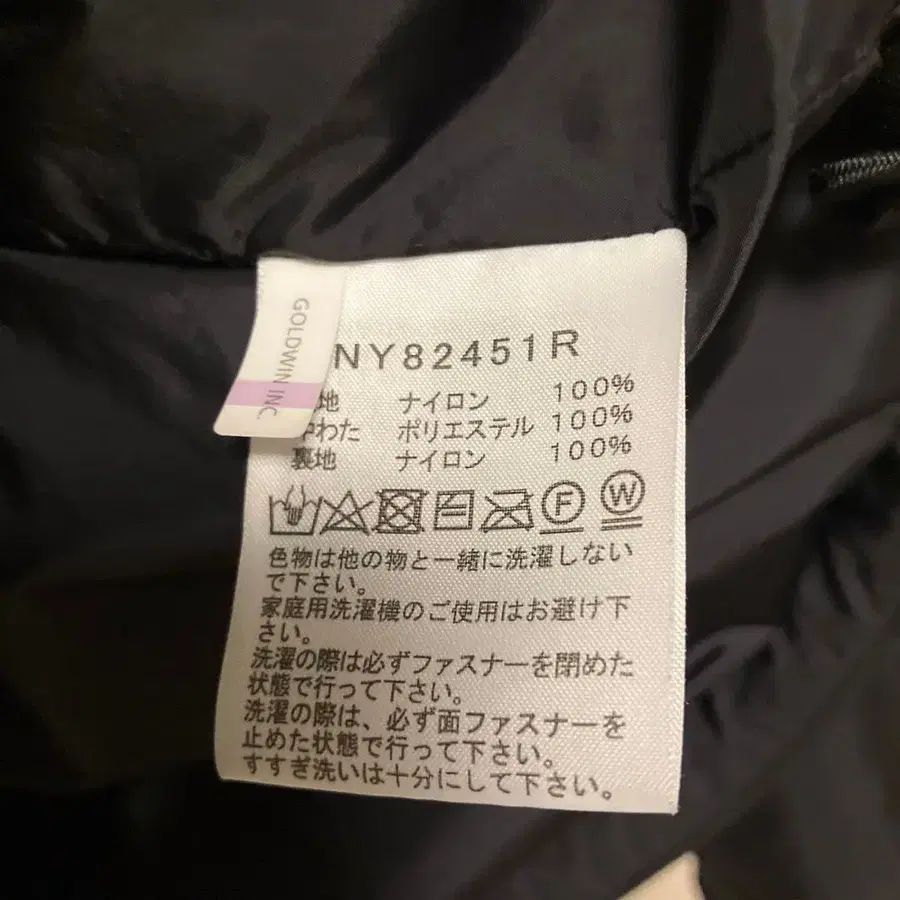 GOLDWIN INC.
NY82451R
地 ナイロン 100%
わた ポリエステル 100%
裏地 ナイロン 100%
F W
色物は他の物と一緒に洗濯しない
で下さい。
家庭用洗濯機のご使用はお避け下
さい。
洗濯の際は必ずファスナーを閉めた
状態で行って下さい。
洗濯の際は、必ず面ファスナーを
止めた状態で行って下さい。
すすぎ洗いは十分にして下さい。